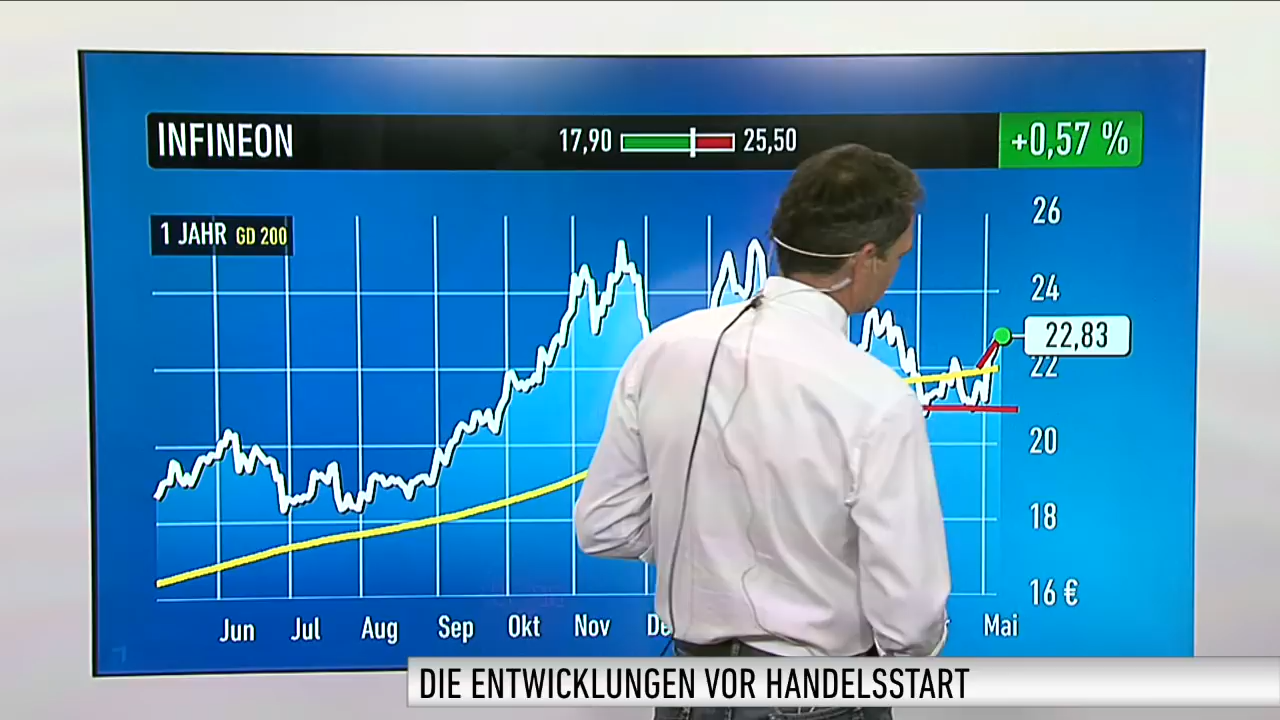 INFINEON 17,90 25,50 +0,57 %
1 JAHR GD 200
26
24
22,83
22
20
18
16 €
Jun Jul Aug Sep Okt Nov Mai
DIE ENTWICKLUNGEN VOR HANDELSSTART